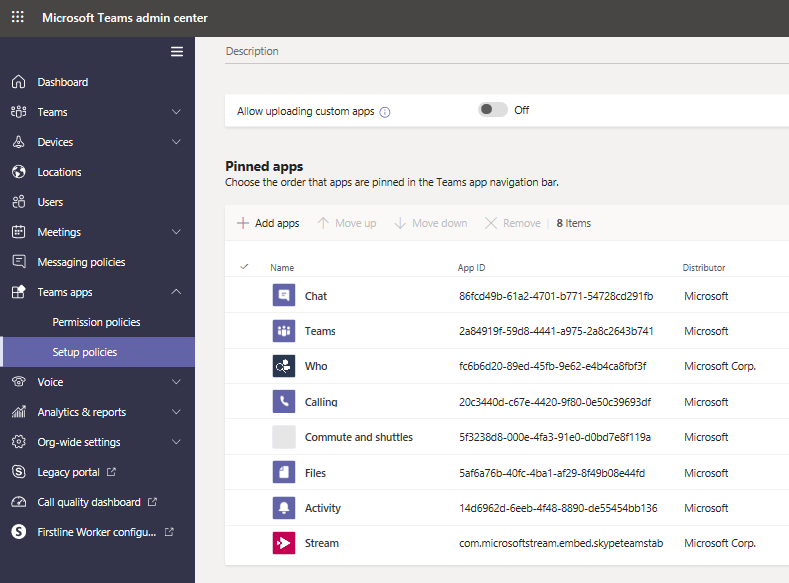 Microsoft Teams admin center
Dashboard
Teams
Devices
Locations
Users
Meetings
Messaging policies
Teams apps
Permission policies
Setup policies
Voice
Analytics & reports
Org-wide settings
Legacy portal
Call quality dashboard
Firstline Worker configu...
Description
Allow uploading custom apps Off
Pinned apps
Choose the order that apps are pinned in the Teams app navigation bar.
Add apps Move up Move down Remove 8 Items
Name App ID Distributor
Chat 86fcd49b-61a2-4701-b771-54728cd291fb Microsoft
Teams 2a84919f-59d8-4441-a975-2a8c2643b741 Microsoft
Who fc6b6d20-89ed-45fb-9e62-e4b4ca8fbf3f Microsoft Corp.
Calling 20c3440d-c67e-4420-9f80-0e50c39693df Microsoft
Commute and shuttles 5f3238d8-000e-4fa3-91e0-d0bd7e8f119a Microsoft
Files 5af6a76b-40fc-4ba1-af29-8f49b08e44fd Microsoft
Activity 14d6962d-6eeb-4f48-8890-de55454bb136 Microsoft
Stream com.microsoftstream.embed.skypeteamstab Microsoft Corp.